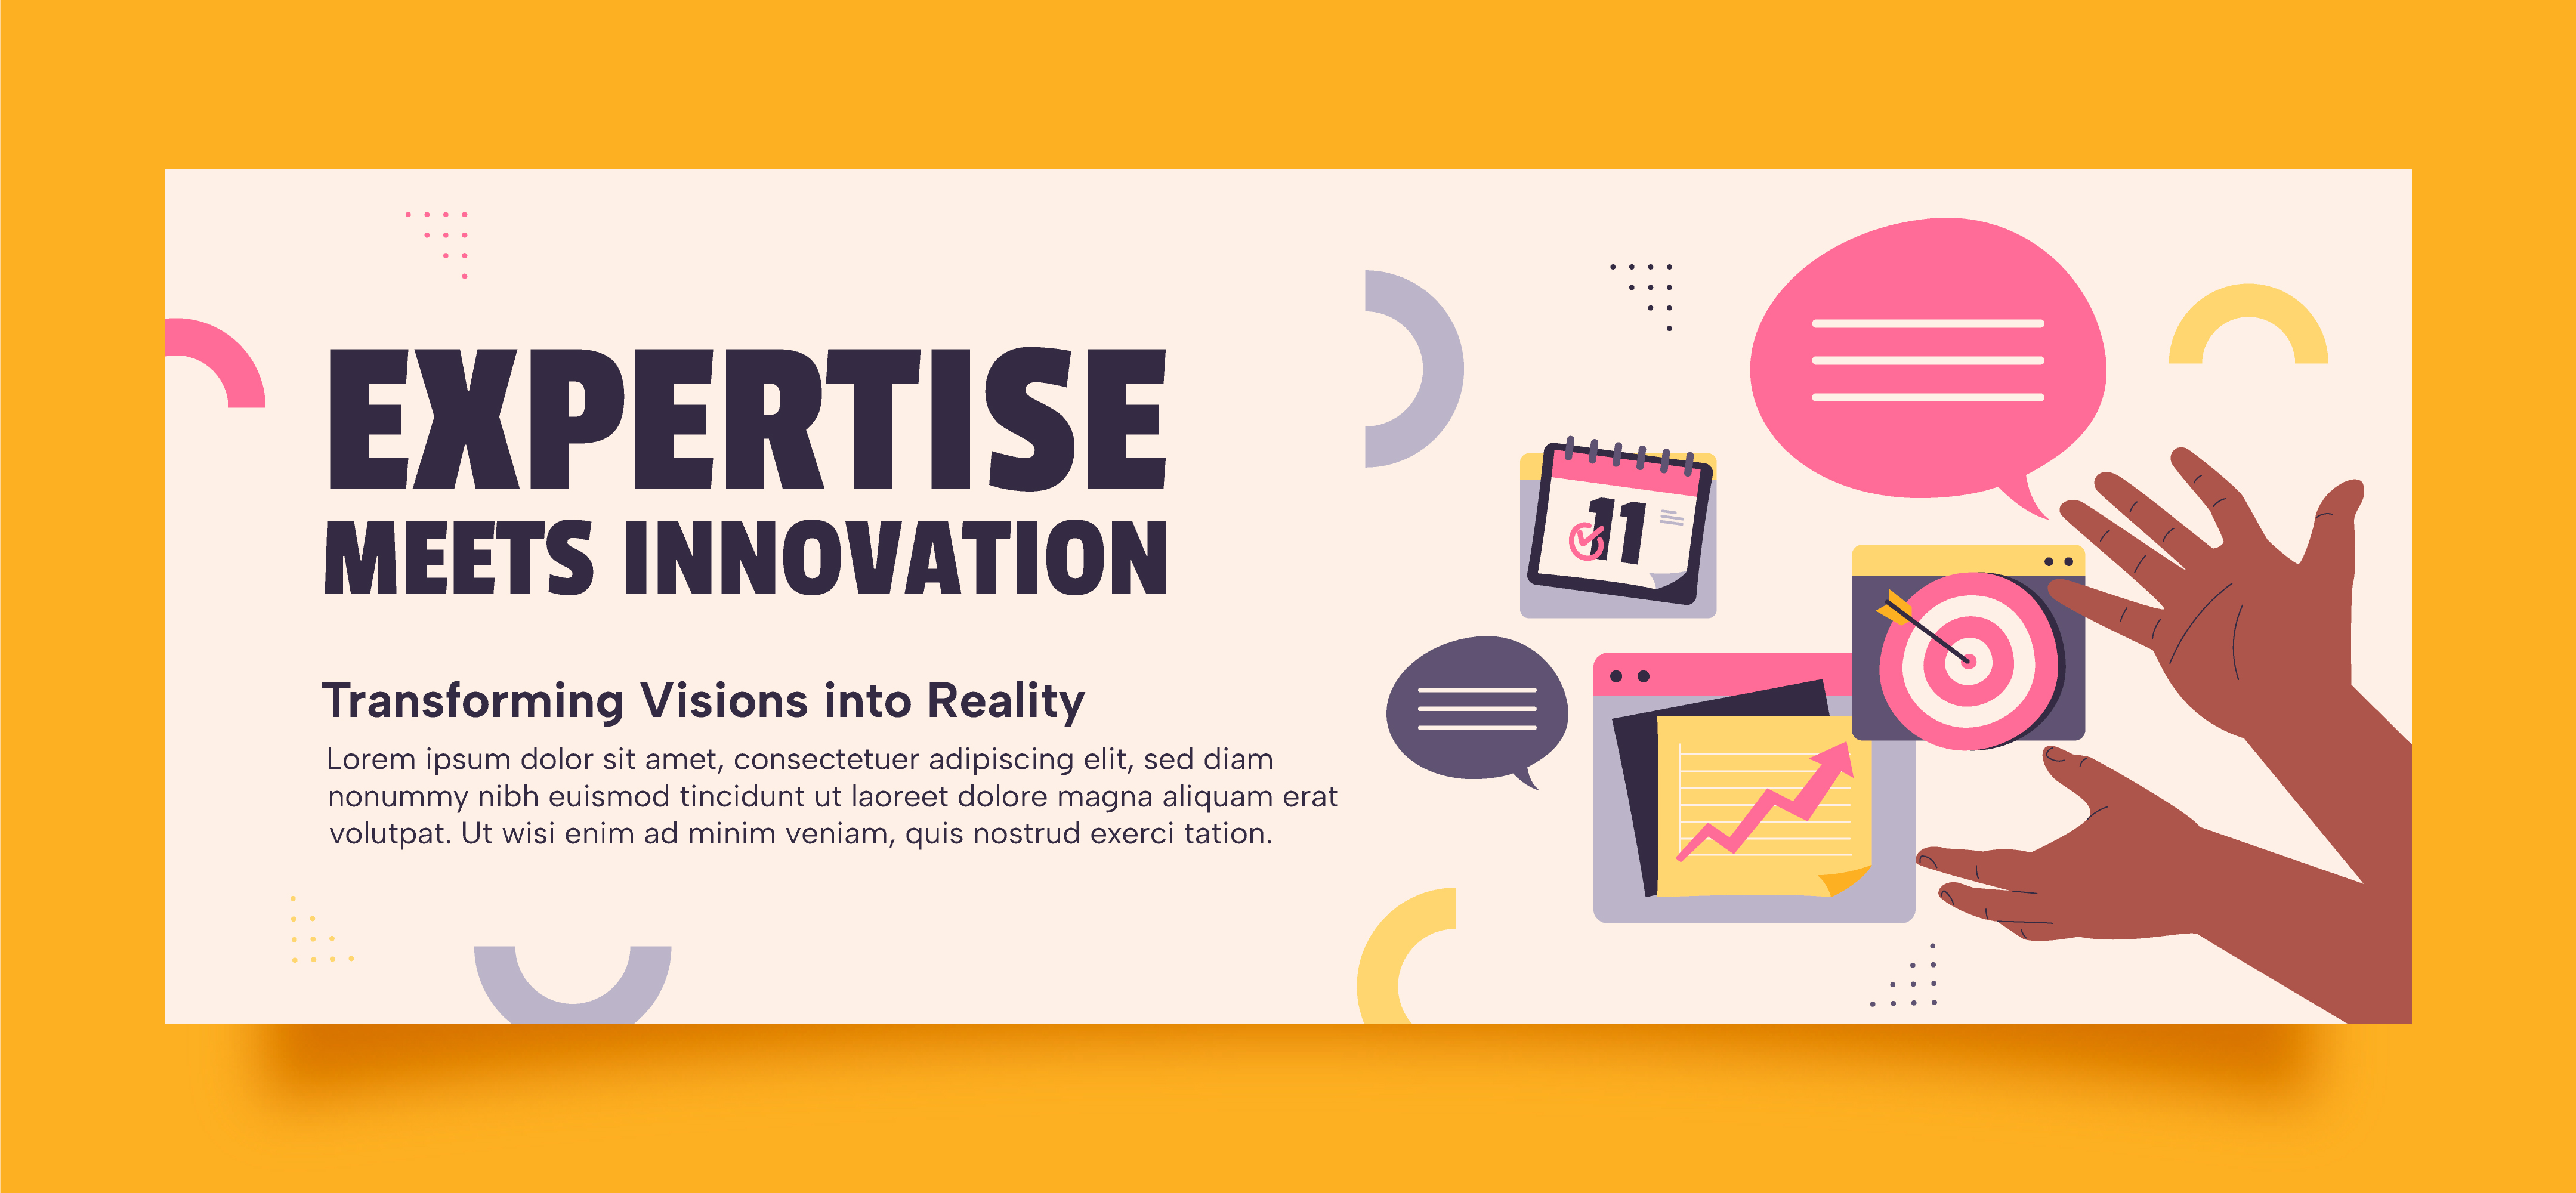 EXPERTISE
MEETS INNOVATION
Transforming Visions into Reality
Lorem ipsum dolor sit amet, consectetuer adipiscing elit, sed diam
nonummy nibh euismod tincidunt ut laoreet dolore magna aliquam erat
volutpat. Ut wisi enim ad minim veniam, quis nostrud exerci tation.
11